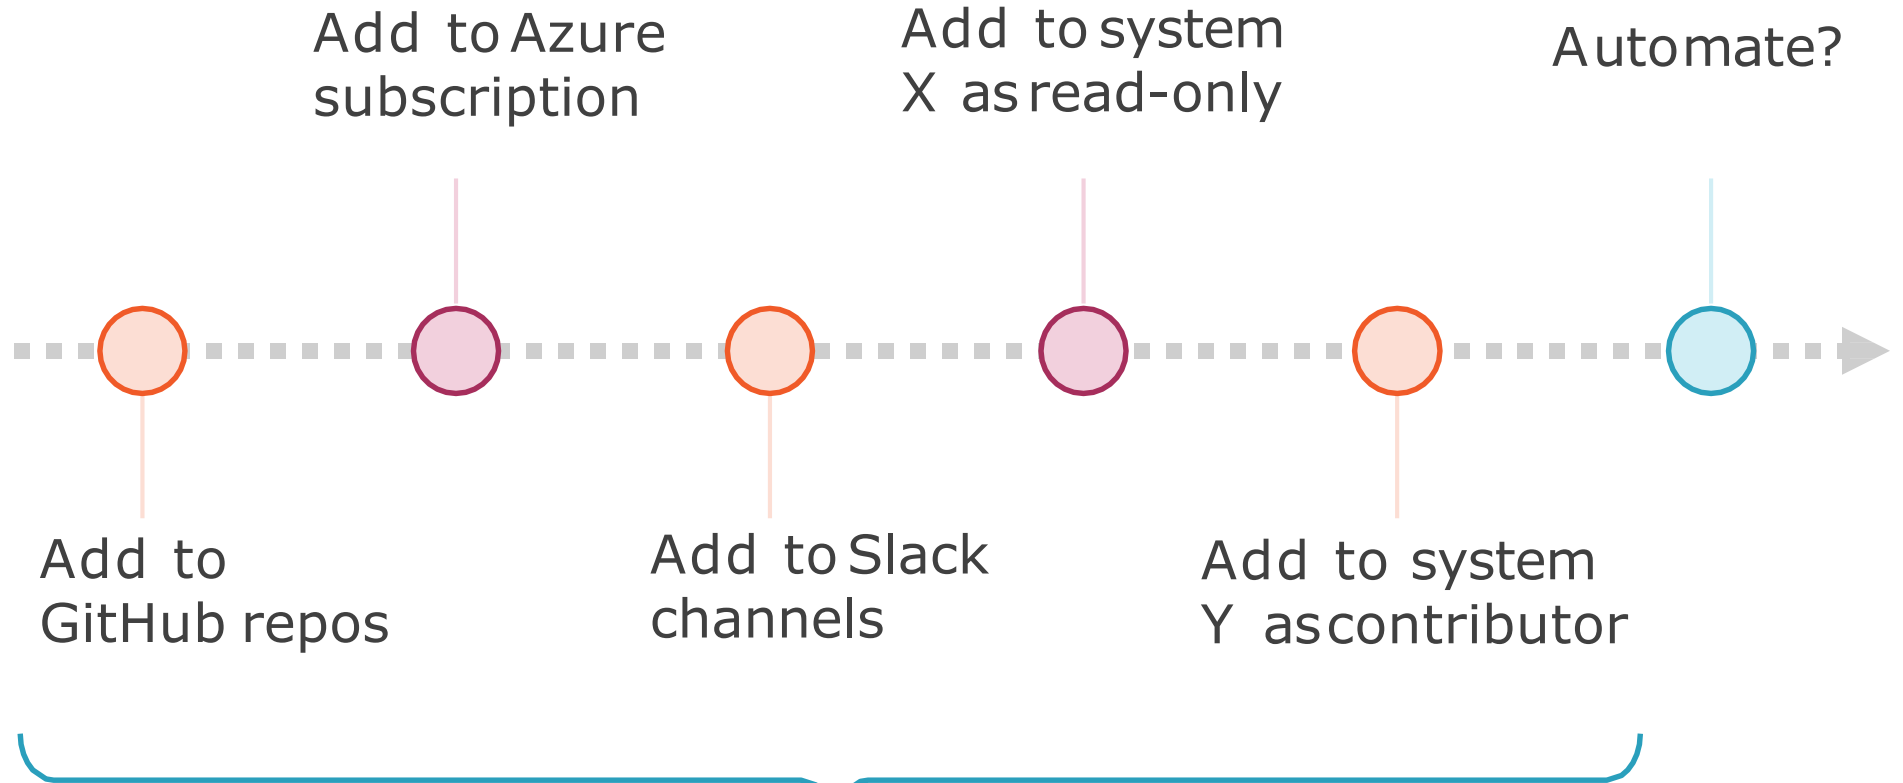 Add to Azure
subscription
Add to system
X as read-only
Automate?
Add to
GitHub repos
Add to Slack
channels
Add to system
Y as contributor